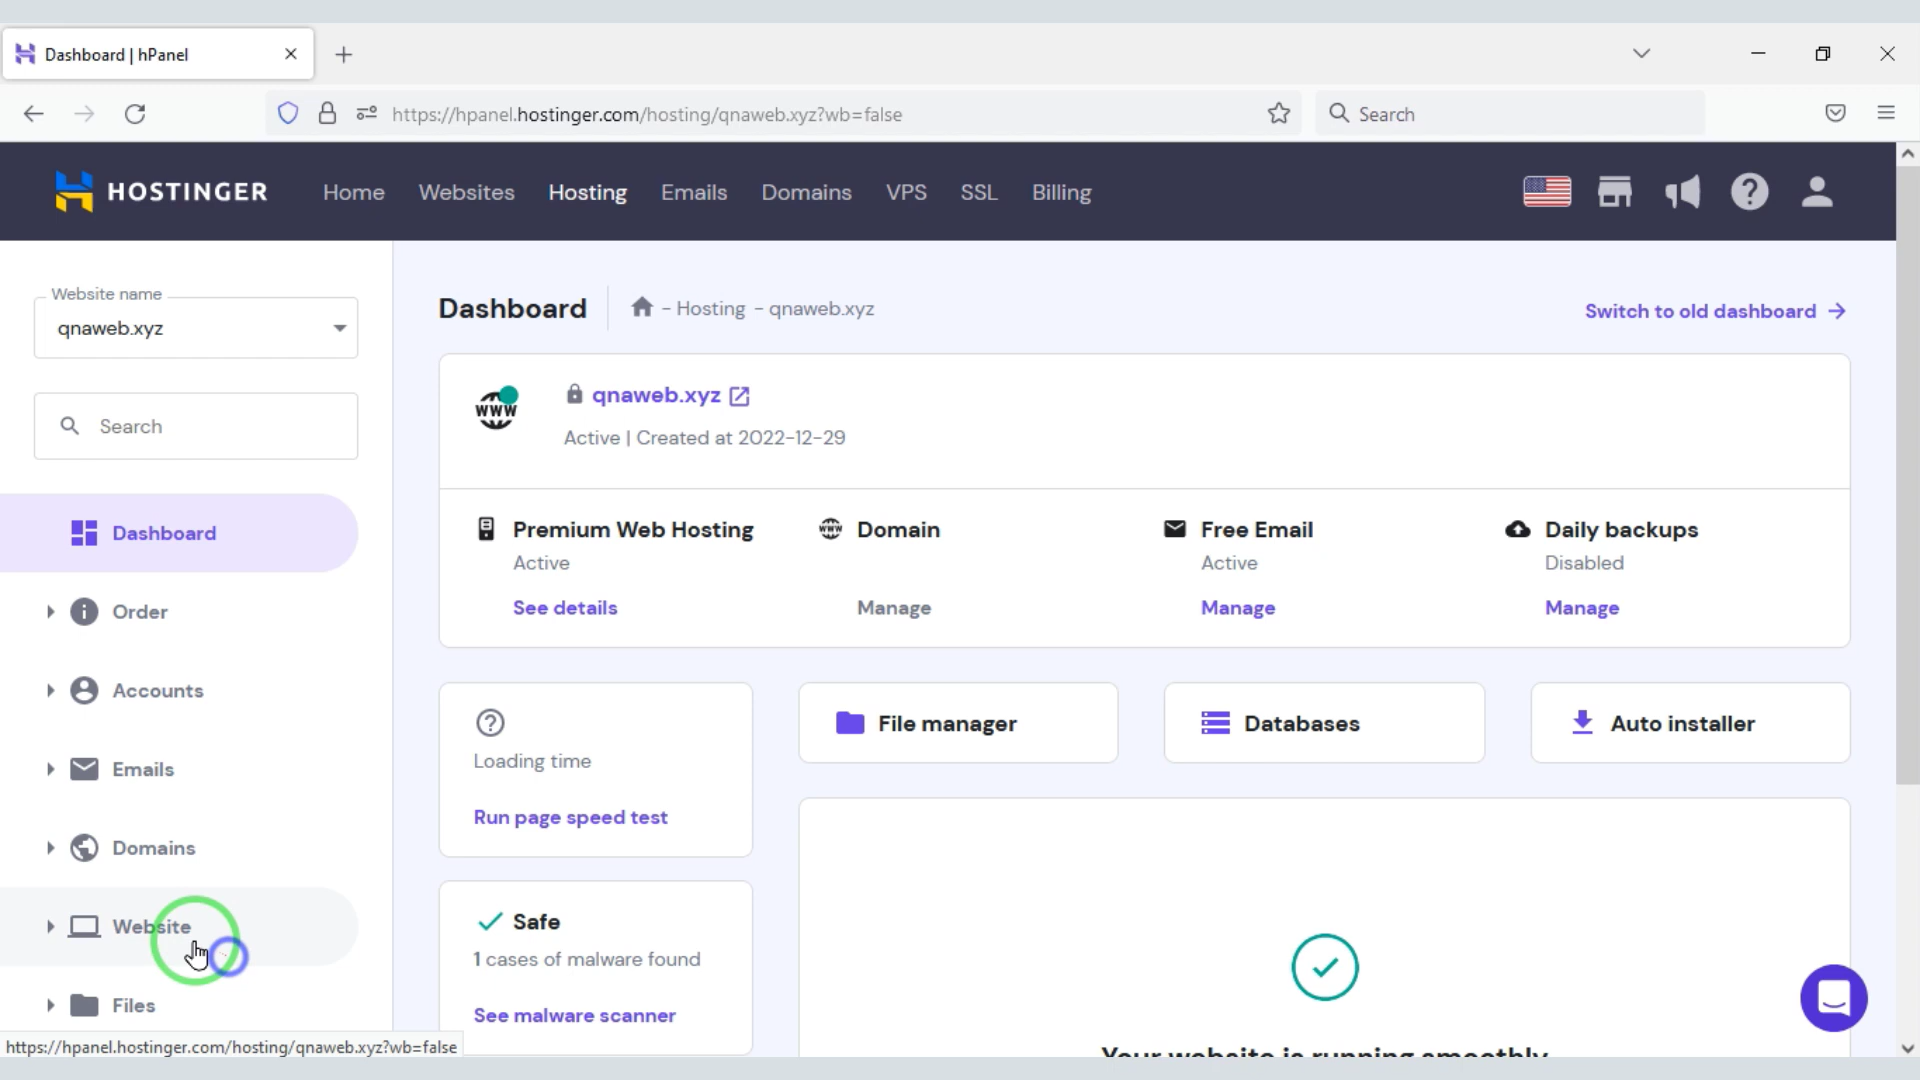 Dashboard | hPanel
https://hpanel.hostinger.com/hosting/qnaweb.xyz?wb=false
Search
HOSTINGER
Home
Websites
Hosting
Emails
Domains
VPS
SSL
Billing
Website name
qnaweb.xyz
Search
Dashboard
Order
Accounts
Emails
Domains
Website
Files
https://hpanel.hostinger.com/hosting/qnaweb.xyz?wb=false
Dashboard
- Hosting - qnaweb.xyz
Switch to old dashboard
www
qnaweb.xyz
Active | Created at 2022-12-29
Premium Web Hosting
Active
See details
www
Domain
Manage
Free Email
Active
Manage
Daily backups
Disabled
Manage
Loading time
Run page speed test
File manager
Databases
Auto installer
Safe
1 cases of malware found
See malware scanner
Your website is running smoothly